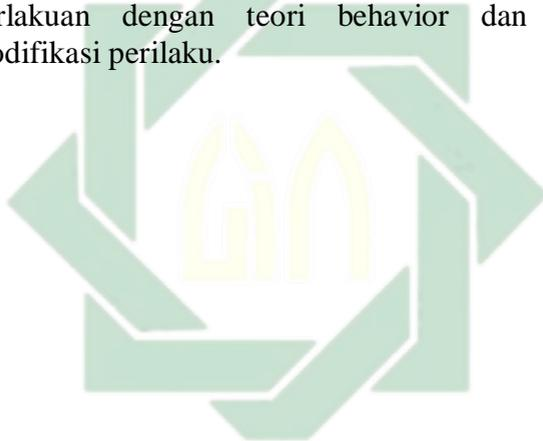 rlakuan dengan teori behavior dan
odifikasi perilaku.